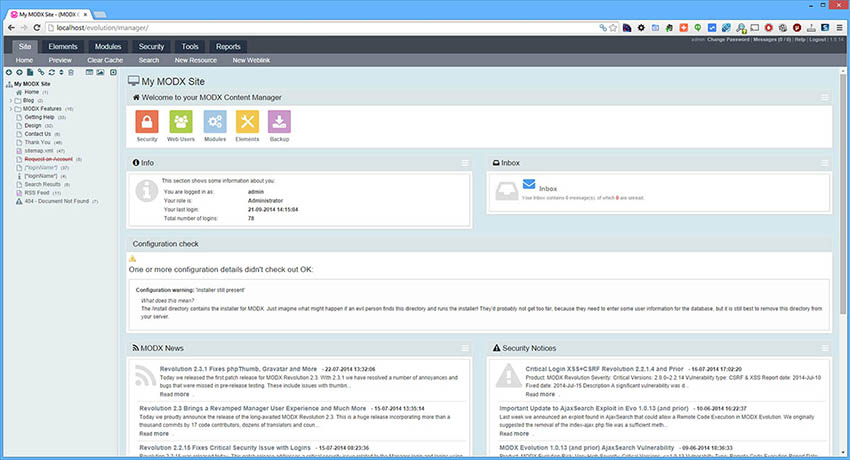 My MODX Site - (MODX C
localhost/evolution/manager/
Site Elements Modules Security Tools Reports
admin Change Password | Messages (0 / 0) | Help | Logout | 1.0.14
Home Preview Clear Cache Search New Resource New Weblink
My MODX Site
Home (1)
Blog (2)
MODX Features (15)
Getting Help (33)
Design (32)
Contact Us (6)
Thank You (46)
sitemap.xml (47)
Request an Account (5)
[*loginName*] (37)
[*loginName*] (4)
Search Results (8)
RSS Feed (11)
404 - Document Not Found (7)
My MODX Site
Welcome to your MODX Content Manager
Security Web Users Modules Elements Backup
Info
This section shows some information about you:
You are logged in as: admin
Your role is: Administrator
Your last login: 21-09-2014 14:15:04
Total number of logins: 78
Inbox
Inbox
Your Inbox contains 0 message(s), of which 0 are unread.
Configuration check
One or more configuration details didn't check out OK:
Configuration warning: 'Installer still present'
What does this mean?
The /install directory contains the installer for MODX. Just imagine what might happen if an evil person finds this directory and runs the installer! They'd probably not get too far, because they need to enter some user information for the database, but it is still best to remove this directory from
your server.
MODX News
Revolution 2.3.1 Fixes phpThumb, Gravatar and More - 22-07-2014 13:32:06
Today we released the first patch release for MODX Revolution 2.3. With 2.3.1 we have resolved a number of annoyances and
bugs that were missed in pre-release testing. These include issues with thumbn...
Read more
Revolution 2.3 Brings a Revamped Manager User Experience and Much More - 15-07-2014 13:35:14
Today we proudly announce the release of the long-awaited MODX Revolution 2.3. This is a huge release incorporating more than a
thousand commits by 17 code contributors, dozens of translators and coun...
Read more
Revolution 2.2.15 Fixes Critical Issue with Logins - 15-07-2014 08:23:36
Security Notices
Critical Login XSS+CSRF Revolution 2.2.1.4 and Prior - 16-07-2014 17:02:20
Product: MODX Revolution Severity: Critical Versions: 2.0.0–2.2.14 Vulnerability type: CSRF & XSS Report date: 2014-Jul-10
Fixed date: 2014-Jul-15 Description A significant vulnerability was d...
Read more
Important Update to AjaxSearch Exploit in Evo 1.0.13 (and prior) - 10-06-2014 16:22:37
Last week we announced an exploit found in AjaxSearch that could allow a Remote Code Execution in MODX Evolution. We originally
suggested the removal of the index-ajax.php file was a sufficient meth...
Read more
MODX Evolution 1.0.13 (and prior) AjaxSearch Vulnerability - 09-06-2014 18:36:33